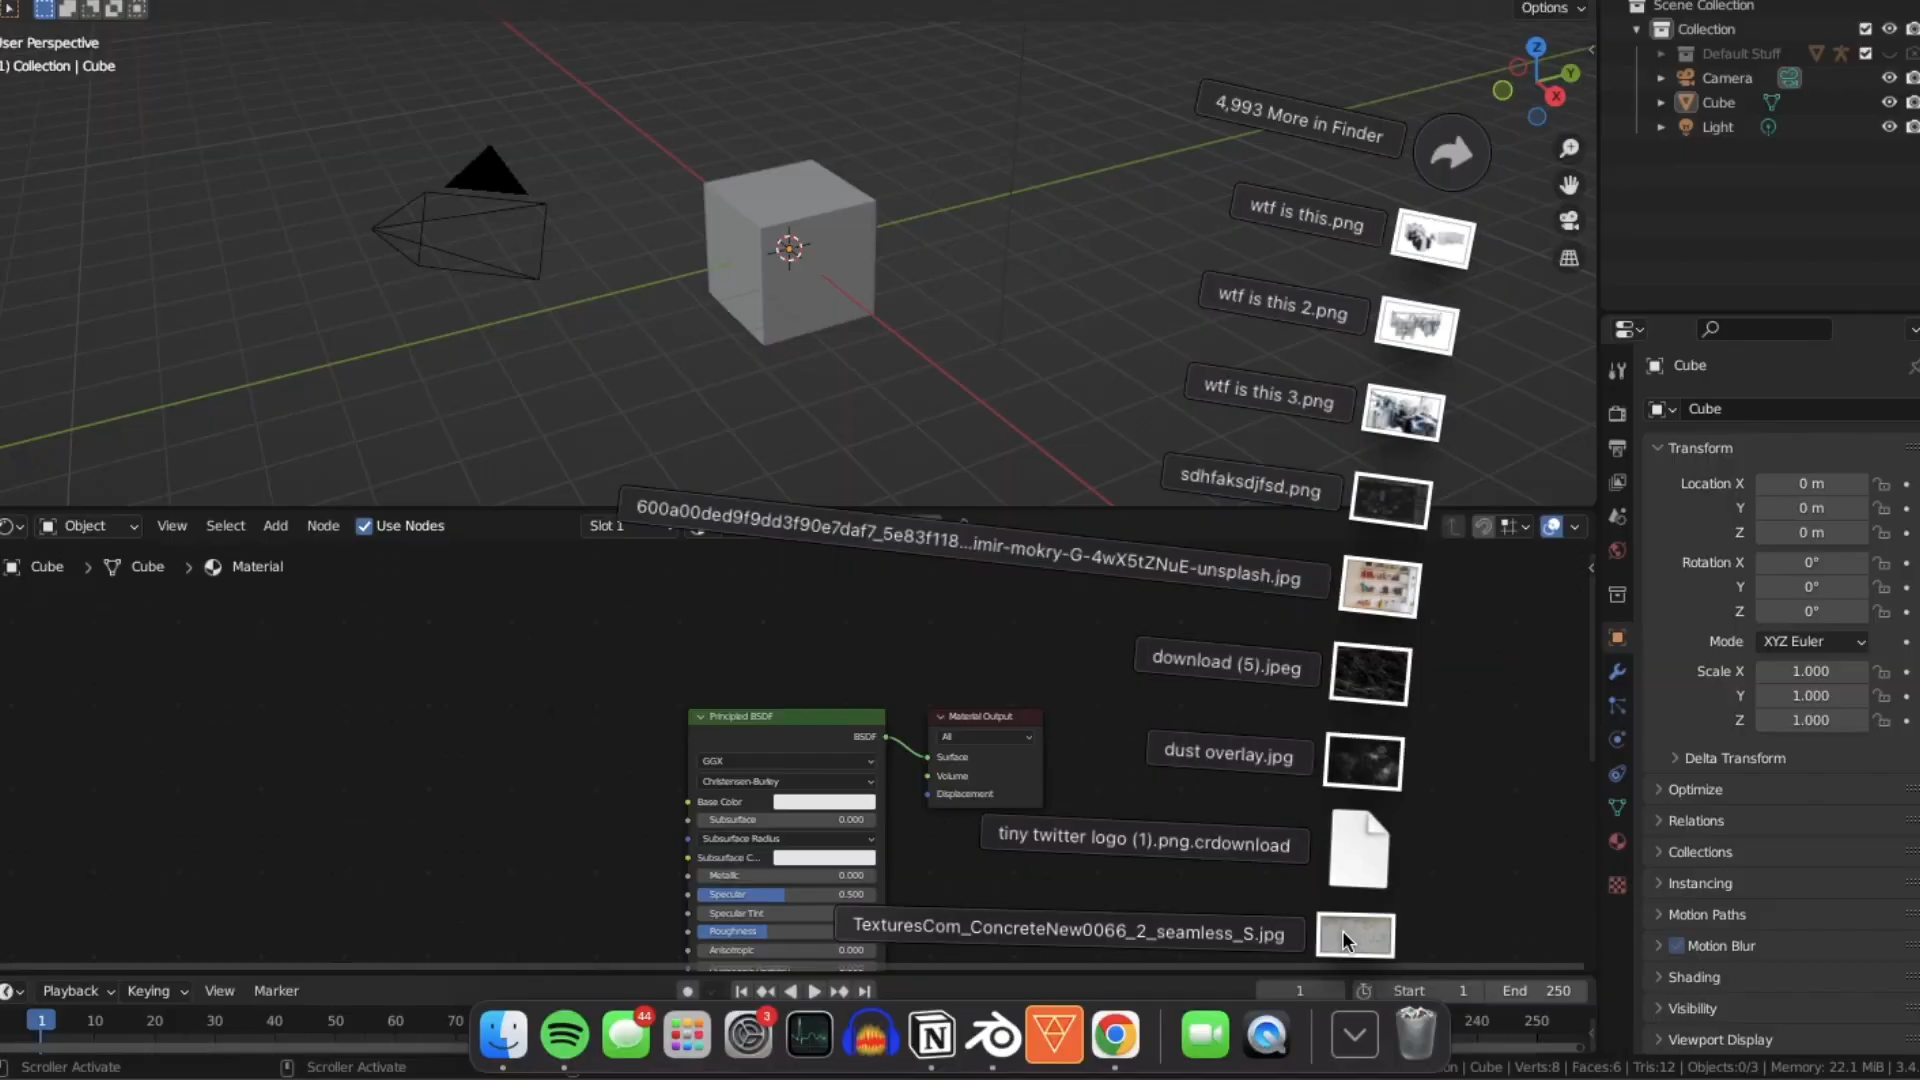 Options
User Perspective
1) Collection | Cube
Scene Collection
Collection
Default Stuff
Camera
Cube
Light
Z
Y
X
4,993 More in Finder
wtf is this.png
wtf is this 2.png
wtf is this 3.png
sdhfaksdjfsd.png
600a00ded9f9dd3f90e7daf7_5e83f118...imir-mokry-G-4wX5tZNuE-unsplash.jpg
download (5).jpeg
dust overlay.jpg
tiny twitter logo (1).png.crdownload
TexturesCom_ConcreteNew0066_2_seamless_S.jpg
Object View Select Add Node Use Nodes Slot 1
Cube > Cube > Material
Principled BSDF
BSDF
GGX
Christensen-Burley
Base Color
Subsurface 0.000
Subsurface Radius
Subsurface C...
Metallic 0.000
Specular 0.500
Specular Tint
Roughness
Anisotropic 0.000
Material Output
All
Surface
Volume
Displacement
Cube
Cube
Transform
Location X 0 m
Y 0 m
Z 0 m
Rotation X 0°
Y 0°
Z 0°
Mode XYZ Euler
Scale X 1.000
Y 1.000
Z 1.000
Delta Transform
Optimize
Relations
Collections
Instancing
Motion Paths
Motion Blur
Shading
Visibility
Viewport Display
Playback Keying View Marker
1 Start 1 End 250
1 10 20 30 40 50 60 70 240 250
44
3
Scroller Activate Scroller Activate
| Cube | Verts:8 | Faces:6 | Tris:12 | Objects:0/3 | Memory: 22.1 MiB | 3.4.